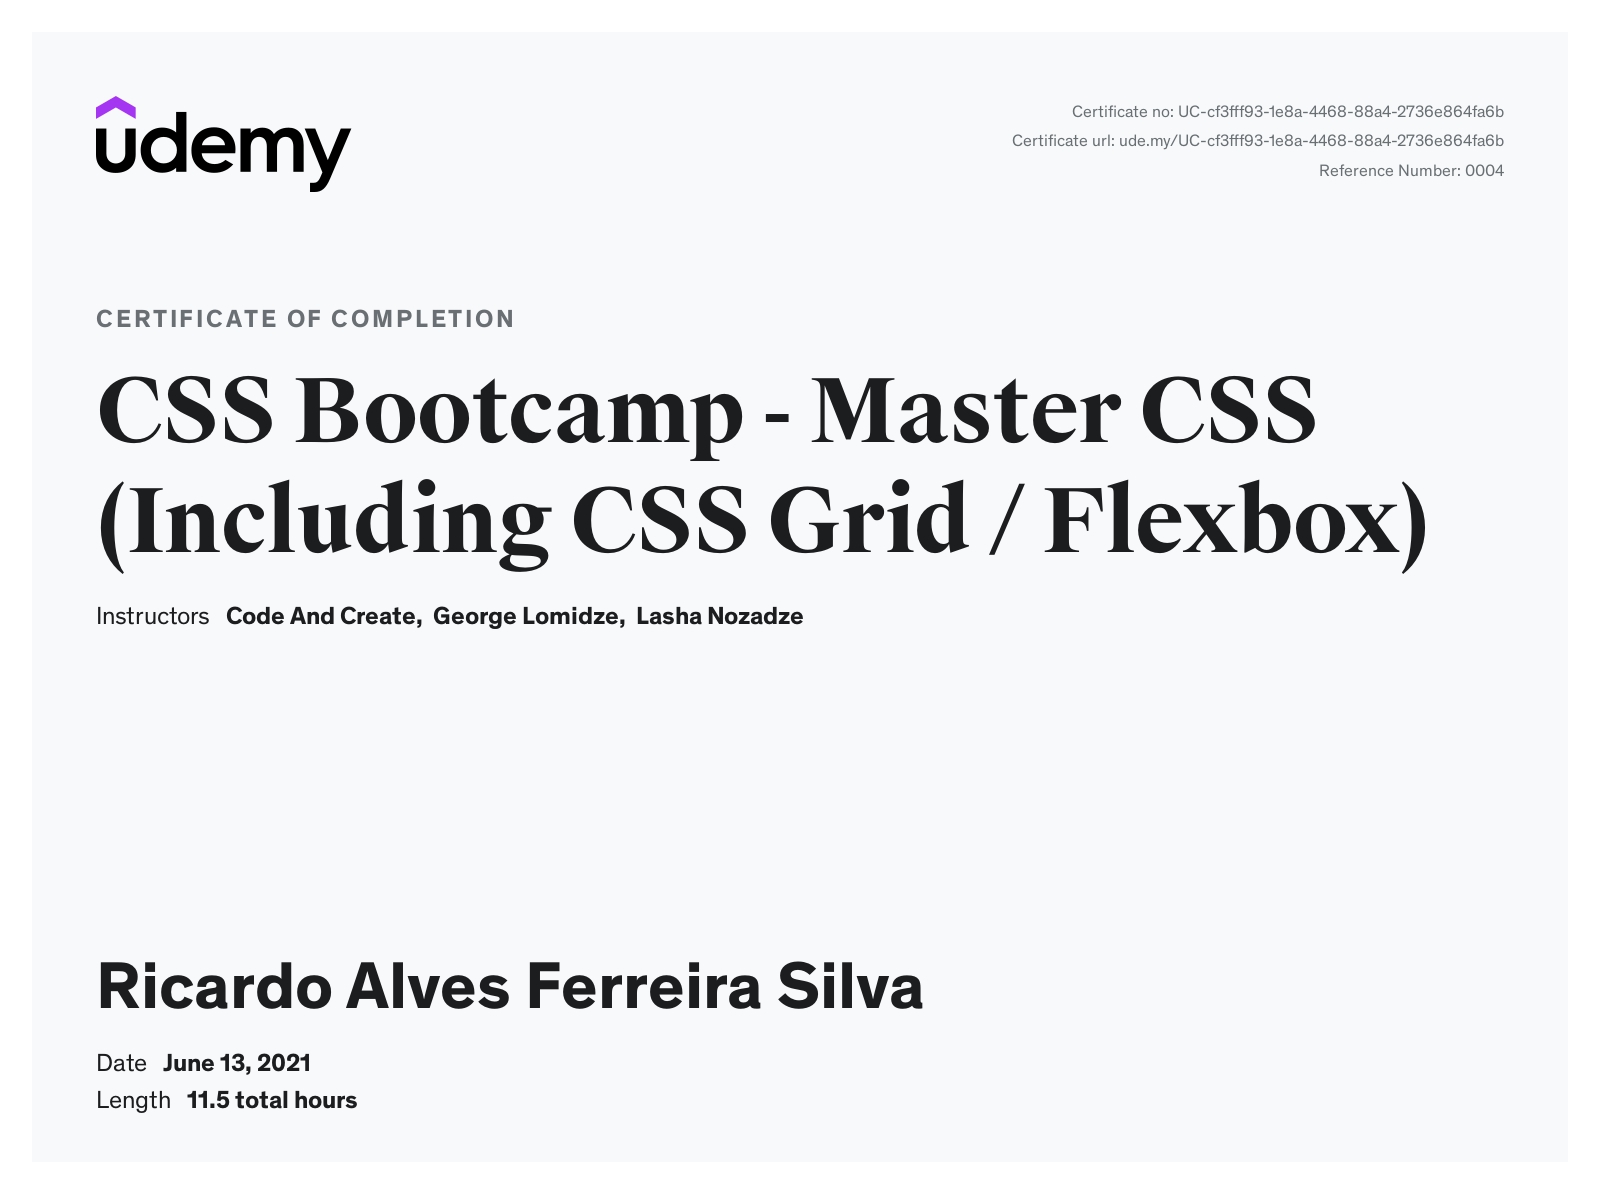 udemy
Certificate no: UC-cf3fff93-1e8a-4468-88a4-2736e864fa6b
Certificate url: ude.my/UC-cf3fff93-1e8a-4468-88a4-2736e864fa6b
Reference Number: 0004
CERTIFICATE OF COMPLETION
CSS Bootcamp - Master CSS
(Including CSS Grid / Flexbox)
Instructors Code And Create, George Lomidze, Lasha Nozadze
Ricardo Alves Ferreira Silva
Date June 13, 2021
Length 11.5 total hours